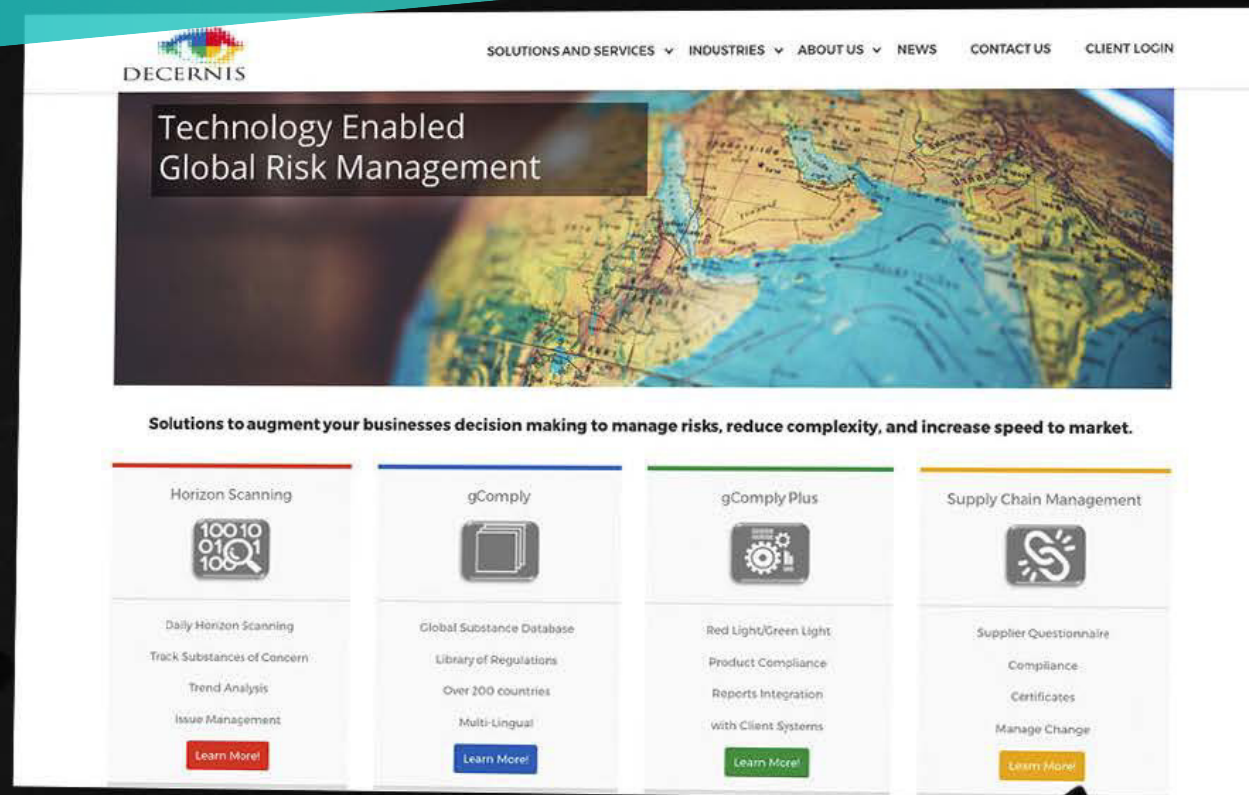 DECERNIS
SOLUTIONS AND SERVICES INDUSTRIES ABOUT US NEWS CONTACT US CLIENT LOGIN
Technology Enabled
Global Risk Management
Solutions to augment your businesses decision making to manage risks, reduce complexity, and increase speed to market.
Horizon Scanning
10010
Daily Horizon Scanning
Track Substances of Concern
Trend Analysis
Issue Management
Learn More!
gComply
Global Substance Database
Library of Regulations
Over 200 countries
Multi-Lingual
Learn More!
gComply Plus
Red Light/Green Light
Product Compliance
Reports Integration
with Client Systems
Learn More!
Supply Chain Management
Supplier Questionnaire
Compliance
Certificates
Manage Change
Learn More!